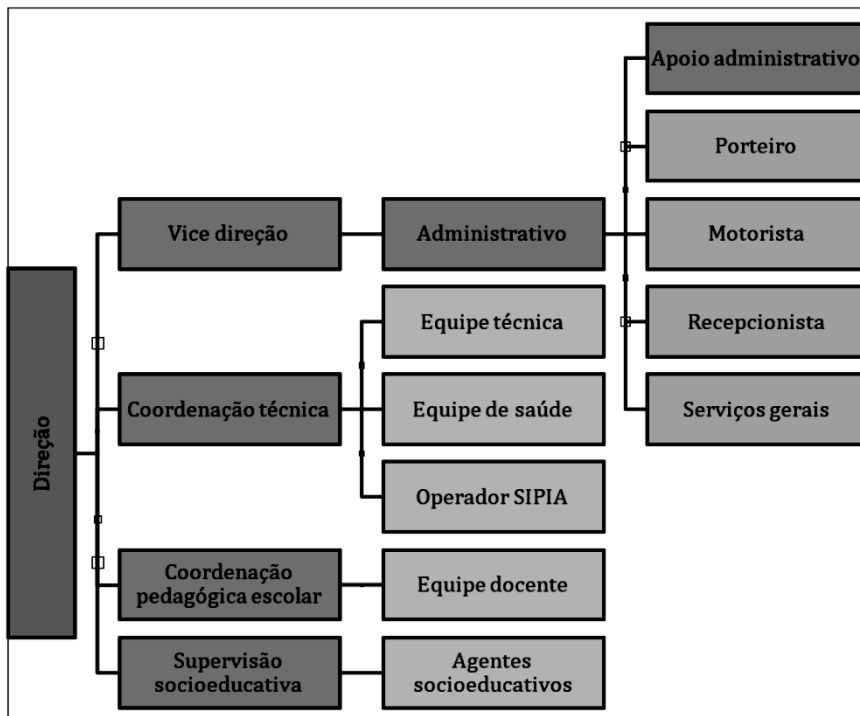 Direção
Vice direção
Administrativo
Apoio administrativo
Porteiro
Motorista
Recepcionista
Serviços gerais
Coordenação técnica
Equipe técnica
Equipe de saúde
Operador SIPIA
Coordenação
pedagógica escolar
Equipe docente
Supervisão
socioeducativa
Agentes
socioeducativos